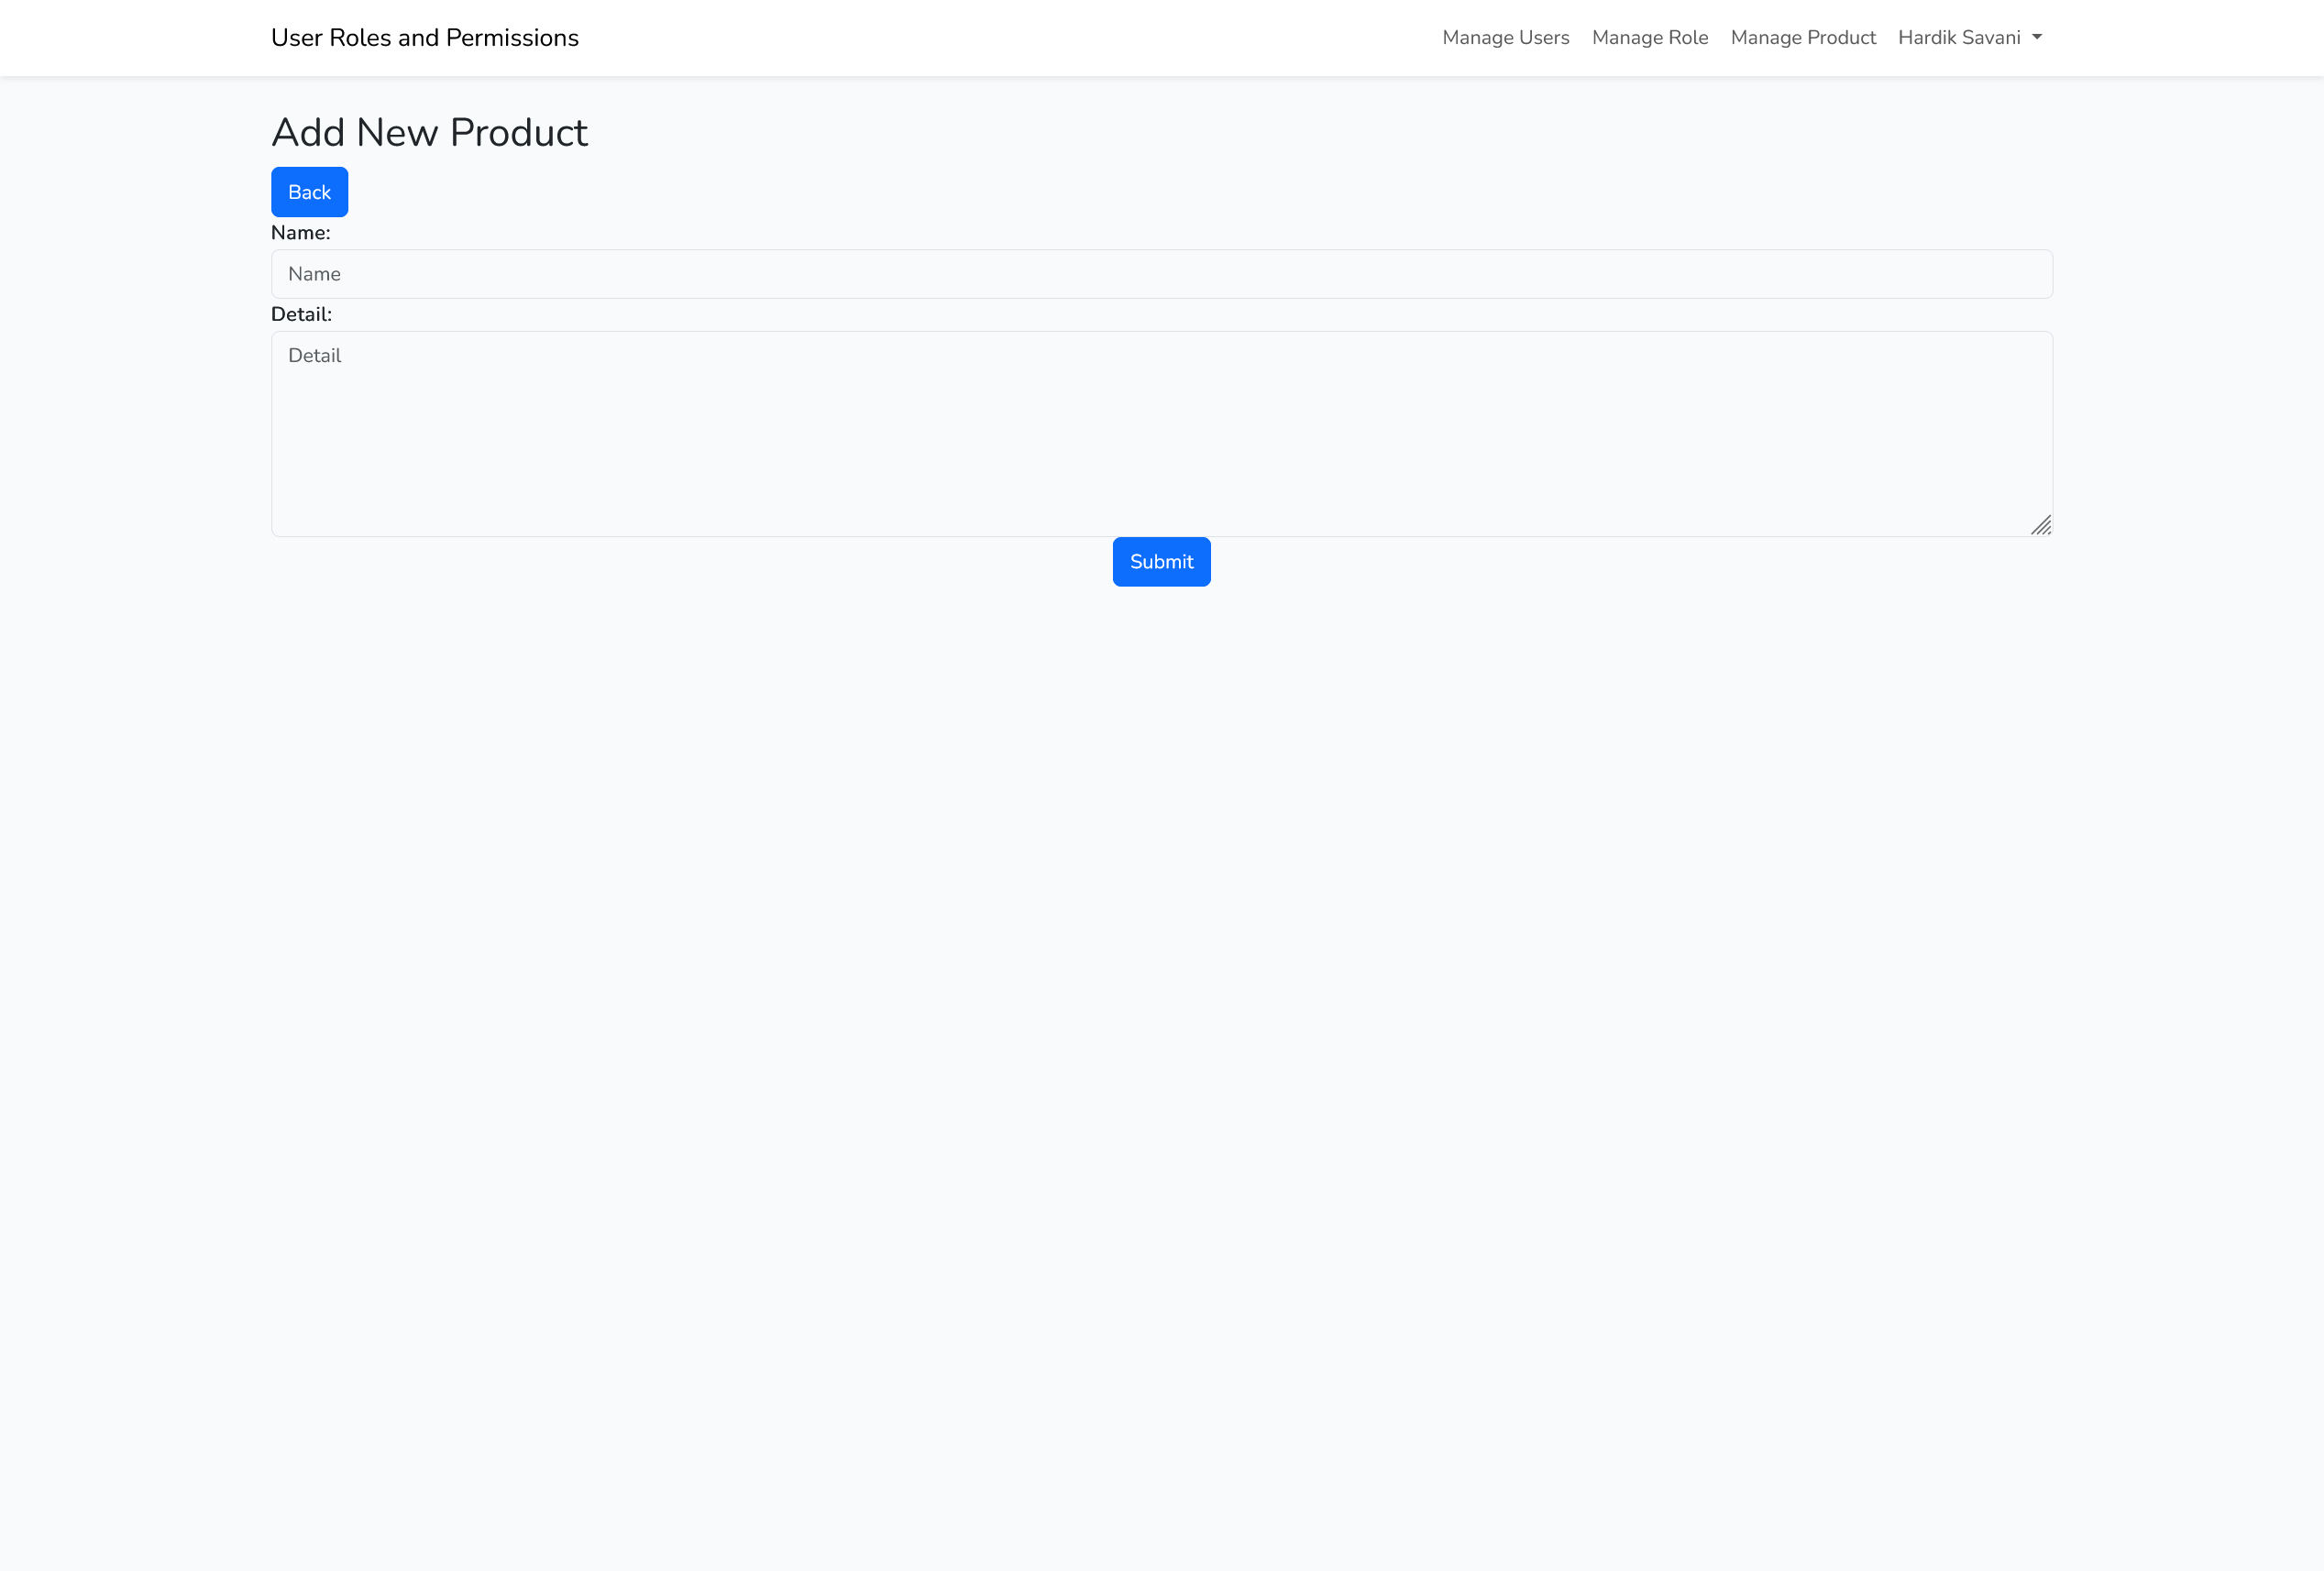 User Roles and Permissions Manage Users Manage Role Manage Product Hardik Savani
Add New Product
Back
Name:
Name
Detail:
Detail
Submit